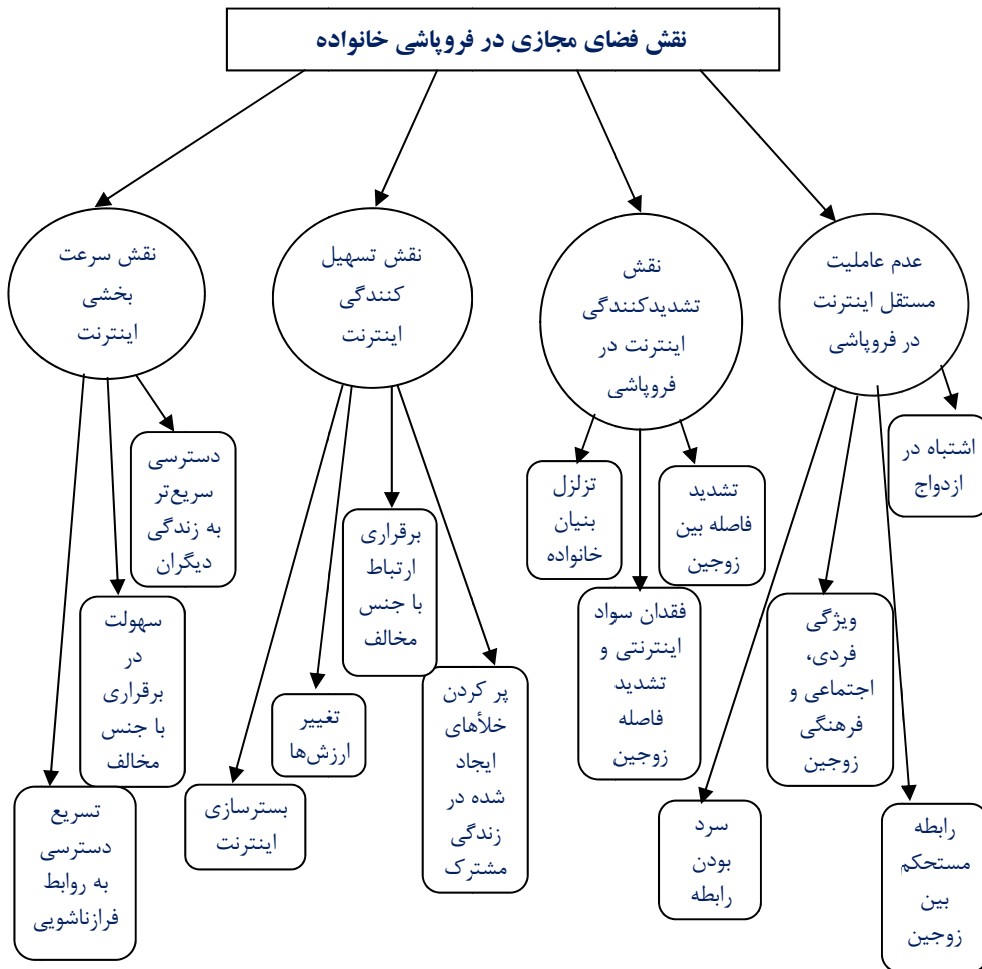 نقش فضای مجازی در فروپاشی خانواده
عدم عاملیت
مستقل اینترنت
در فروپاشی
نقش
تشدیدکنندگی
اینترنت در
فروپاشی
نقش تسهیل
کنندگی
اینترنت
نقش سرعت
بخشی
اینترنت
اشتباه در
ازدواج
ویژگی
فردی،
اجتماعی و
فرهنگی
زوجین
رابطه
مستحکم
بین
زوجین
سرد
بودن
رابطه
تشدید
فاصله بین
زوجین
تزلزل
بنیان
خانواده
فقدان سواد
اینترنتی و
تشدید
فاصله
زوجین
برقراری
ارتباط
با جنس
مخالف
پر کردن
خلأهای
ایجاد
شده در
زندگی
مشترک
تغییر
ارزش‌ها
بسترسازی
اینترنت
دسترسی
سریع‌تر
به زندگی
دیگران
سهولت
در
برقراری
با جنس
مخالف
تسریع
دسترسی
به روابط
فرازناشویی